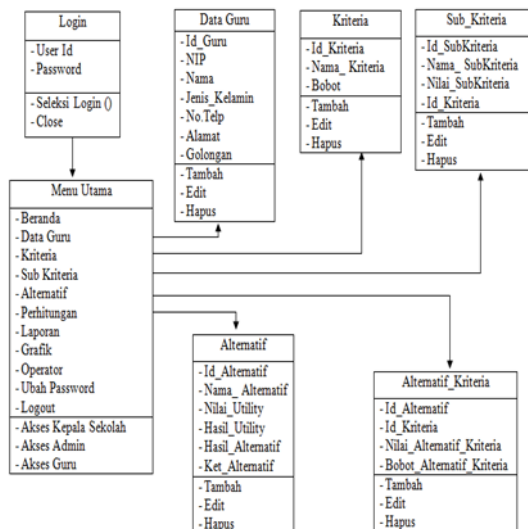 Login
- User Id
- Password
- Seleksi Login ()
- Close
Data Guru
- Id_Guru
- NIP
- Nama
- Jenis_Kelamin
- No.Telp
- Alamat
- Golongan
- Tambah
- Edit
- Hapus
Kriteria
- Id_Kriteria
- Nama_ Kriteria
- Bobot
- Tambah
- Edit
- Hapus
Sub_Kriteria
- Id_SubKriteria
- Nama_ SubKriteria
- Nilai_SubKriteria
- Id_Kriteria
- Tambah
- Edit
- Hapus
Menu Utama
- Beranda
- Data Guru
- Kriteria
- Sub Kriteria
- Alternatif
- Perhitungan
- Laporan
- Grafik
- Operator
- Ubah Password
- Logout
- Akses Kepala Sekolah
- Akses Admin
- Akses Guru
Alternatif
- Id_Alternatif
- Nama_ Alternatif
- Nilai_Utility
- Hasil_Utility
- Hasil_Alternatif
- Ket_Alternatif
- Tambah
- Edit
- Hapus
Alternatif_Kriteria
- Id_Alternatif
- Id_Kriteria
- Nilai_Alternatif_Kriteria
- Bobot_Alternatif_Kriteria
- Tambah
- Edit
- Hapus